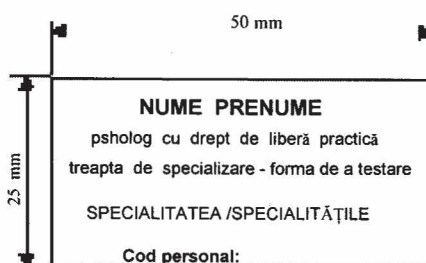 50 mm
NUME PRENUME
psholog cu drept de liberă practică
treapta de specializare - forma de a testare
25 mm
SPECIALITATEA /SPECIALITĂȚILE
Cod personal: